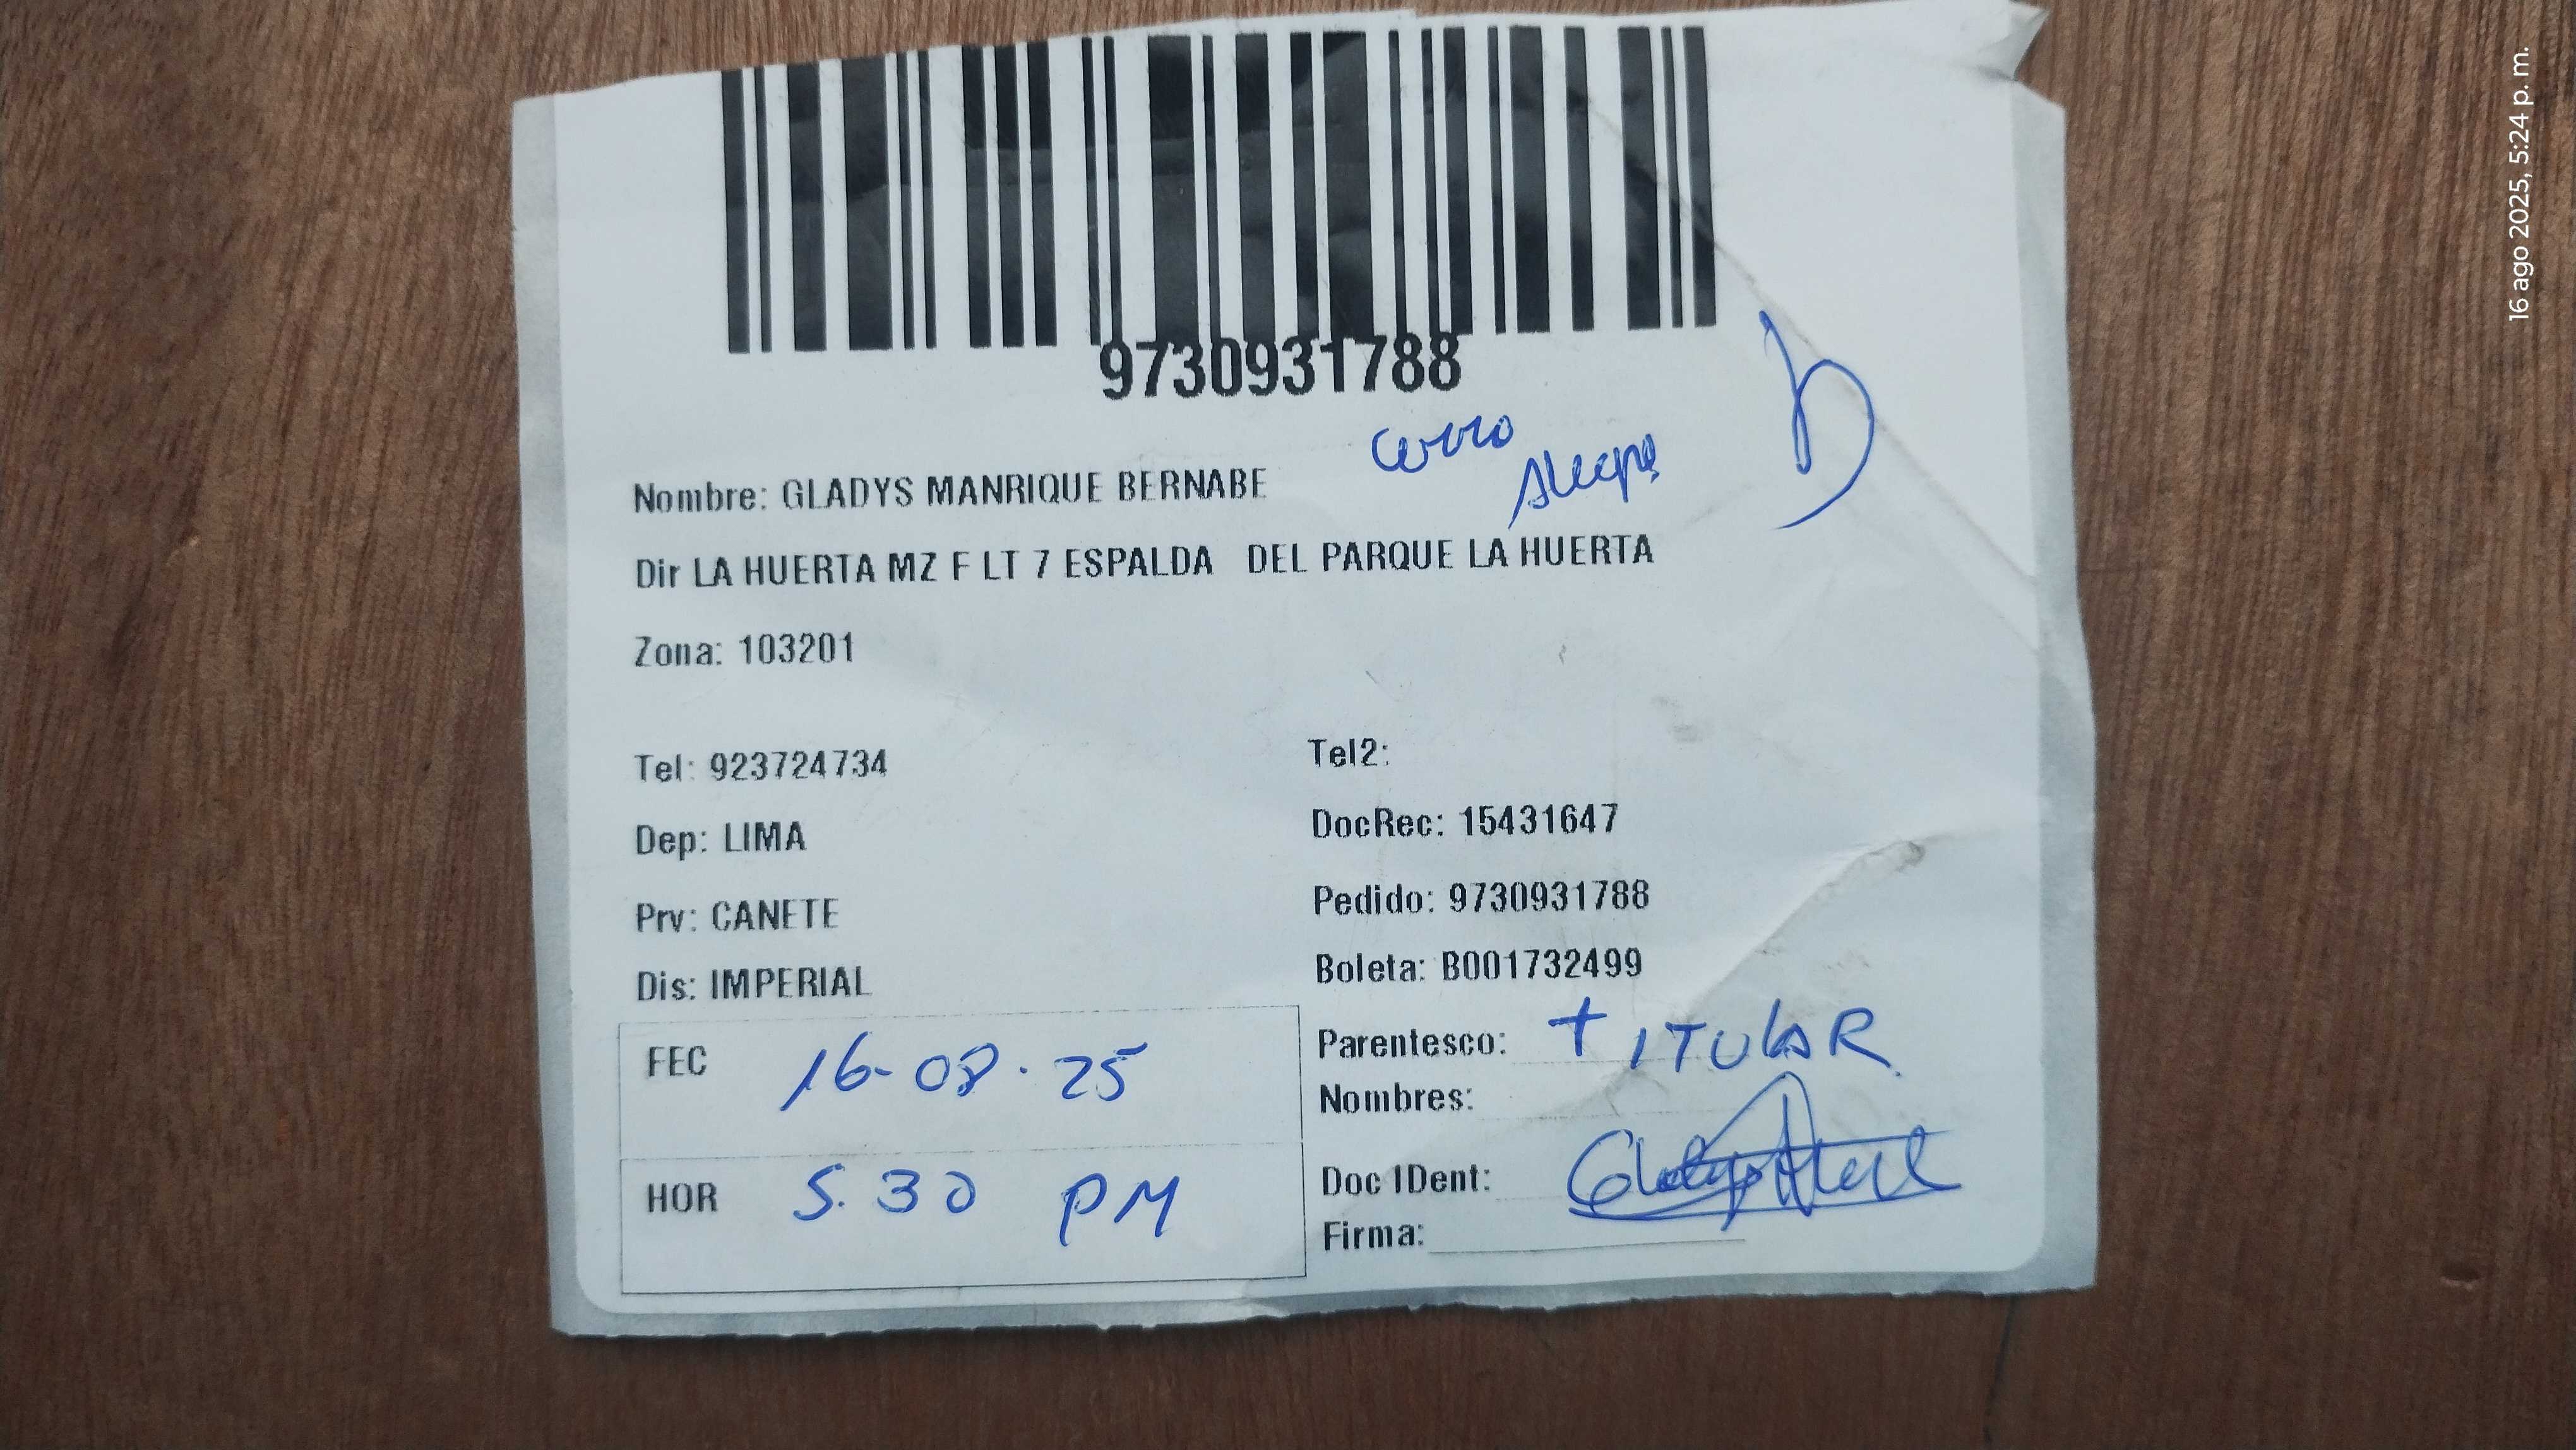 9730931788
cerro
Alegre
Nombre: GLADYS MANRIQUE BERNABE
Dir LA HUERTA MZ F LT 7 ESPALDA DEL PARQUE LA HUERTA
Zona: 103201
Tel: 923724734
Tel2:
Dep: LIMA
DocRec: 15431647
Prv: CANETE
Pedido: 9730931788
Dis: IMPERIAL
Boleta: B001732499
FEC 16-08.25
Parentesco: TITULAR
Nombres:
HOR 5.30 PM
Doc IDent:
Firma:
16 ago 2025, 5:24 p. m.